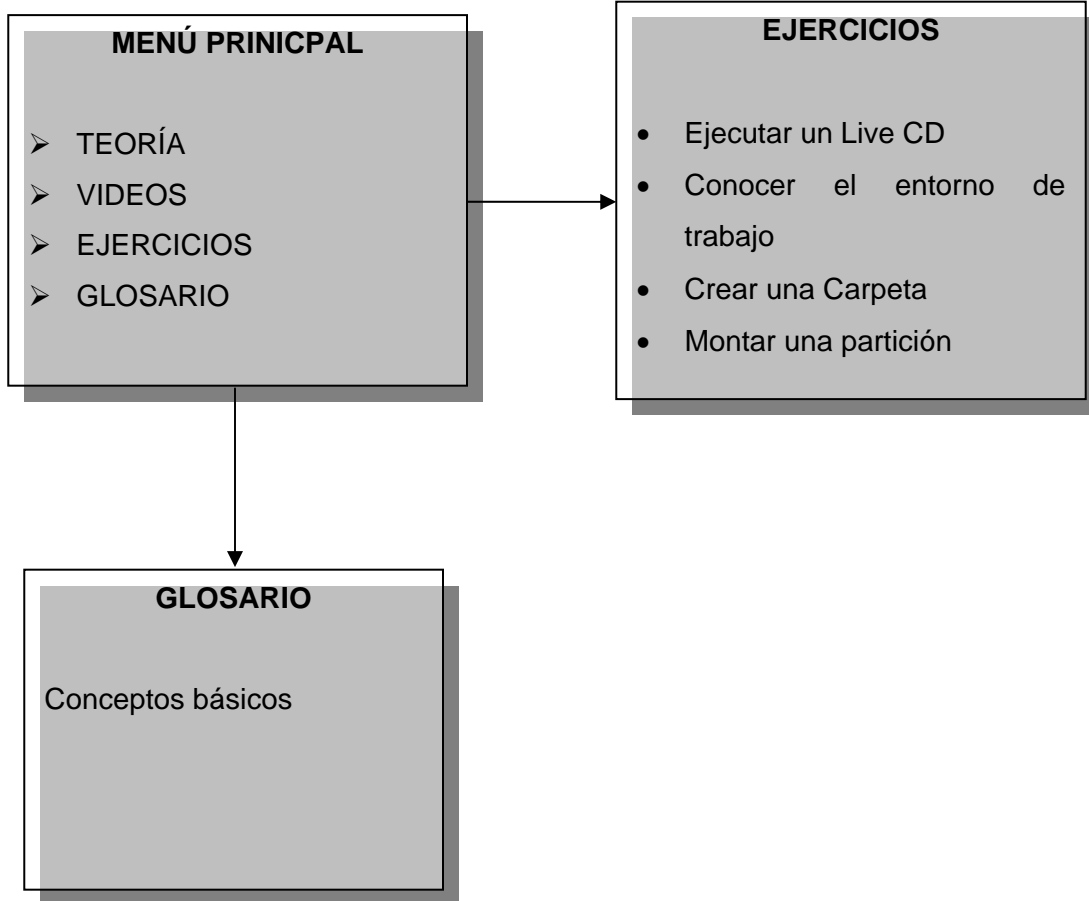 MENÚ PRINICPAL
➢ TEORÍA
➢ VIDEOS
➢ EJERCICIOS
➢ GLOSARIO
EJERCICIOS
• Ejecutar un Live CD
• Conocer el entorno de
trabajo
• Crear una Carpeta
• Montar una partición
GLOSARIO
Conceptos básicos